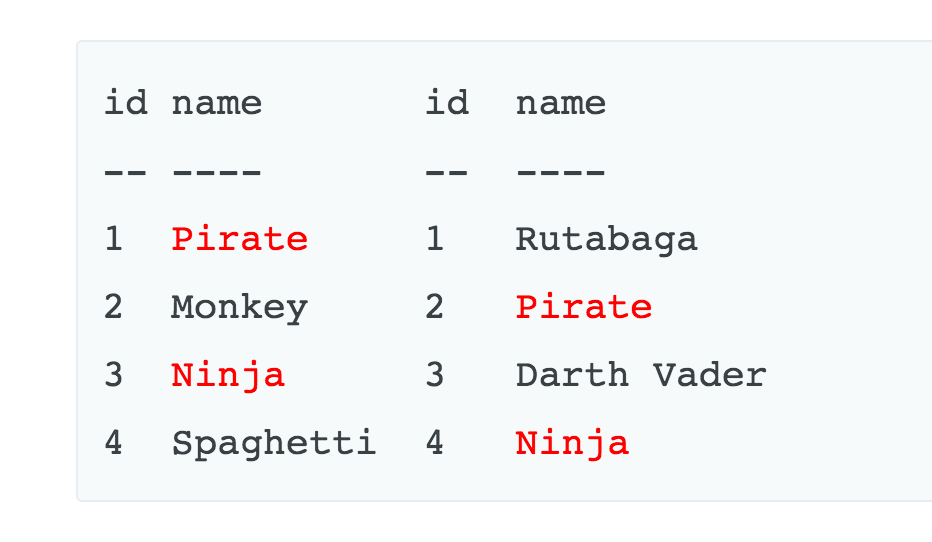 id name       id  name
-- ----       --  ----
1  Pirate     1   Rutabaga
2  Monkey     2   Pirate
3  Ninja      3   Darth Vader
4  Spaghetti  4   Ninja